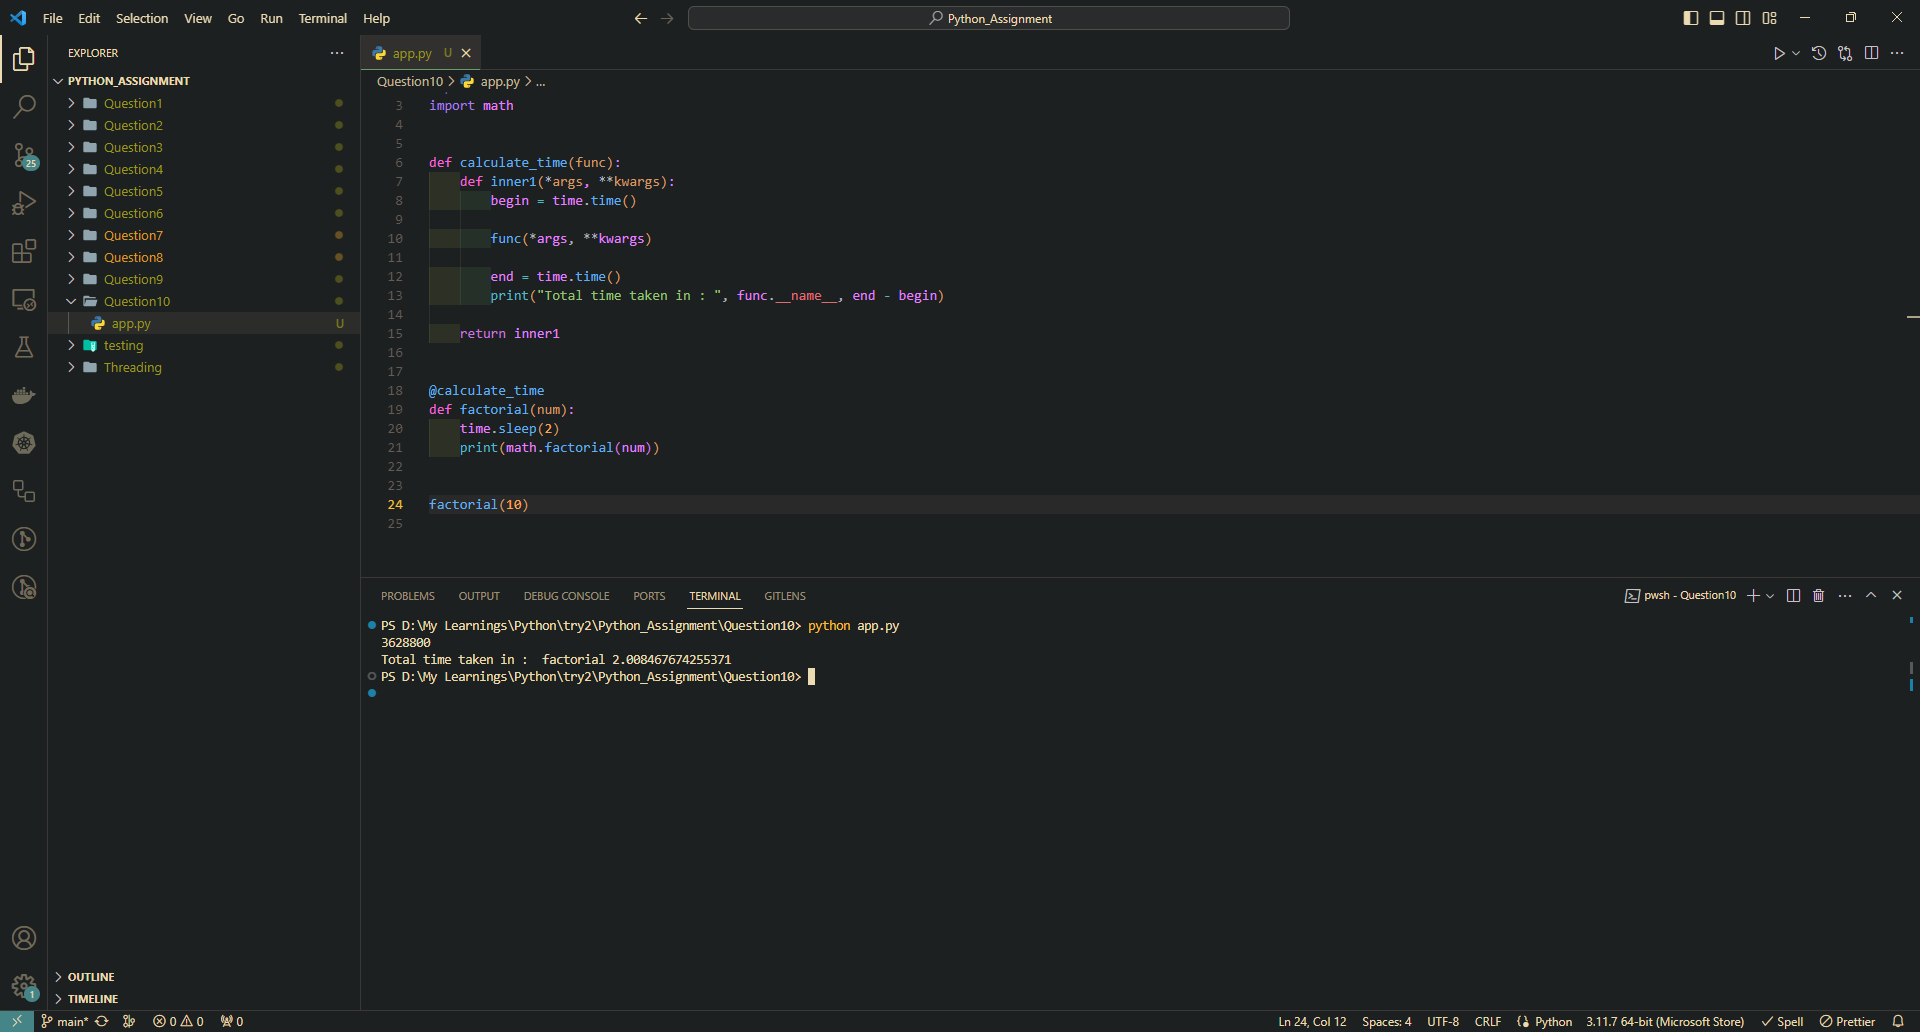 File Edit Selection View Go Run Terminal Help
Python_Assignment
EXPLORER
PYTHON_ASSIGNMENT
Question1
Question2
Question3
Question4
Question5
Question6
Question7
Question8
Question9
Question10
app.py U
testing
Threading
OUTLINE
TIMELINE
25
1
app.py U
Question10 > app.py > ...
3 import math
4
5
6 def calculate_time(func):
7 def inner1(*args, **kwargs):
8 begin = time.time()
9
10 func(*args, **kwargs)
11
12 end = time.time()
13 print("Total time taken in : ", func.__name__, end - begin)
14
15 return inner1
16
17
18 @calculate_time
19 def factorial(num):
20 time.sleep(2)
21 print(math.factorial(num))
22
23
24 factorial(10)
25
PROBLEMS OUTPUT DEBUG CONSOLE PORTS TERMINAL GITLENS
pwsh - Question10
PS D:\My Learnings\Python\try2\Python_Assignment\Question10> python app.py
3628800
Total time taken in :  factorial 2.008467674255371
PS D:\My Learnings\Python\try2\Python_Assignment\Question10>
main* 0 0 0
Ln 24, Col 12 Spaces: 4 UTF-8 CRLF Python 3.11.7 64-bit (Microsoft Store) Spell Prettier